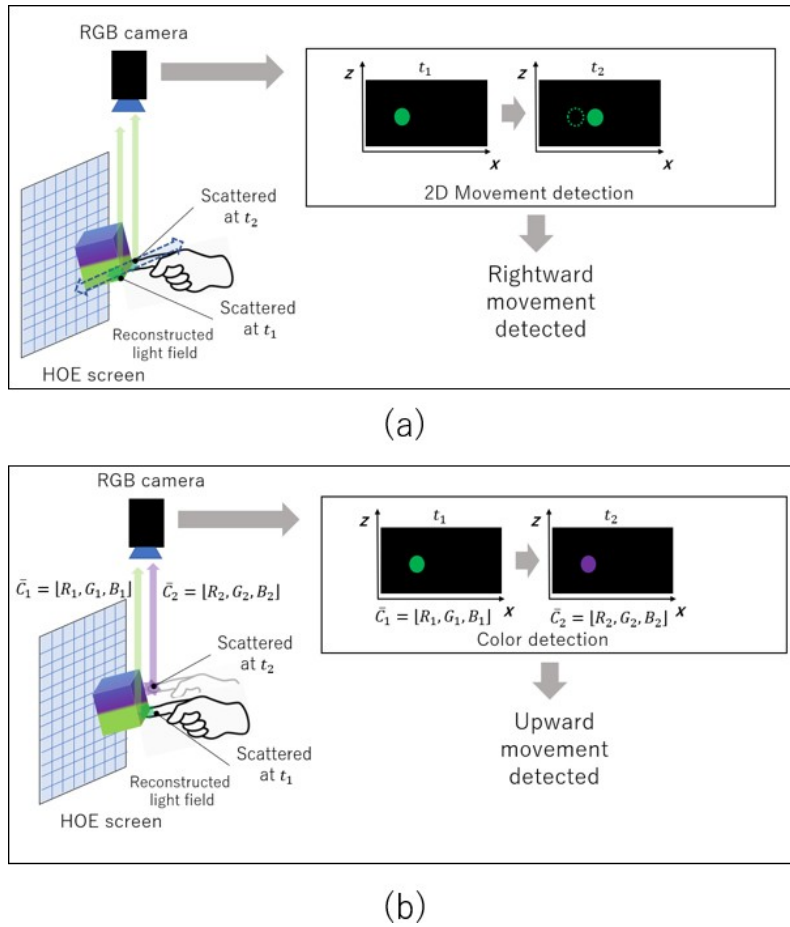 RGB camera
z
t₁
x
z
t₂
x
2D Movement detection
Scattered
at t₂
Scattered
at t₁
Reconstructed
light field
HOE screen
Rightward
movement
detected
(a)
RGB camera
C̄₁ = ⌊R₁, G₁, B₁⌋
C̄₂ = ⌊R₂, G₂, B₂⌋
z
t₁
x
C̄₁ = ⌊R₁, G₁, B₁⌋
z
t₂
x
C̄₂ = ⌊R₂, G₂, B₂⌋
Color detection
Scattered
at t₂
Scattered
at t₁
Reconstructed
light field
HOE screen
Upward
movement
detected
(b)